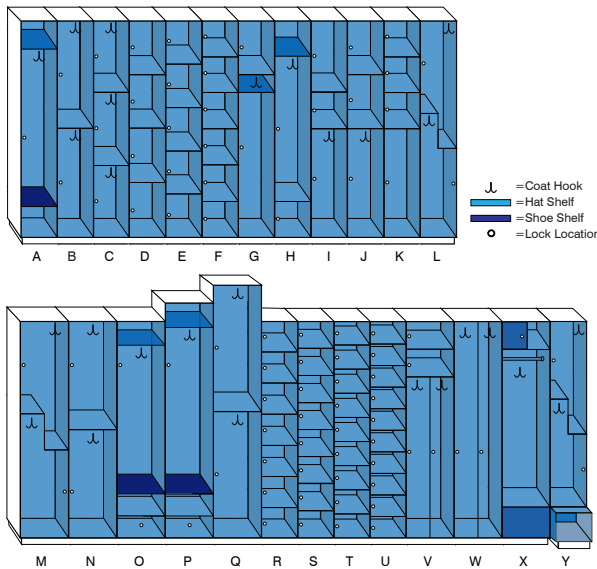 A B C D E F G H I J K L
=Coat Hook
=Hat Shelf
=Shoe Shelf
=Lock Location
M N O P Q R S T U V W X Y